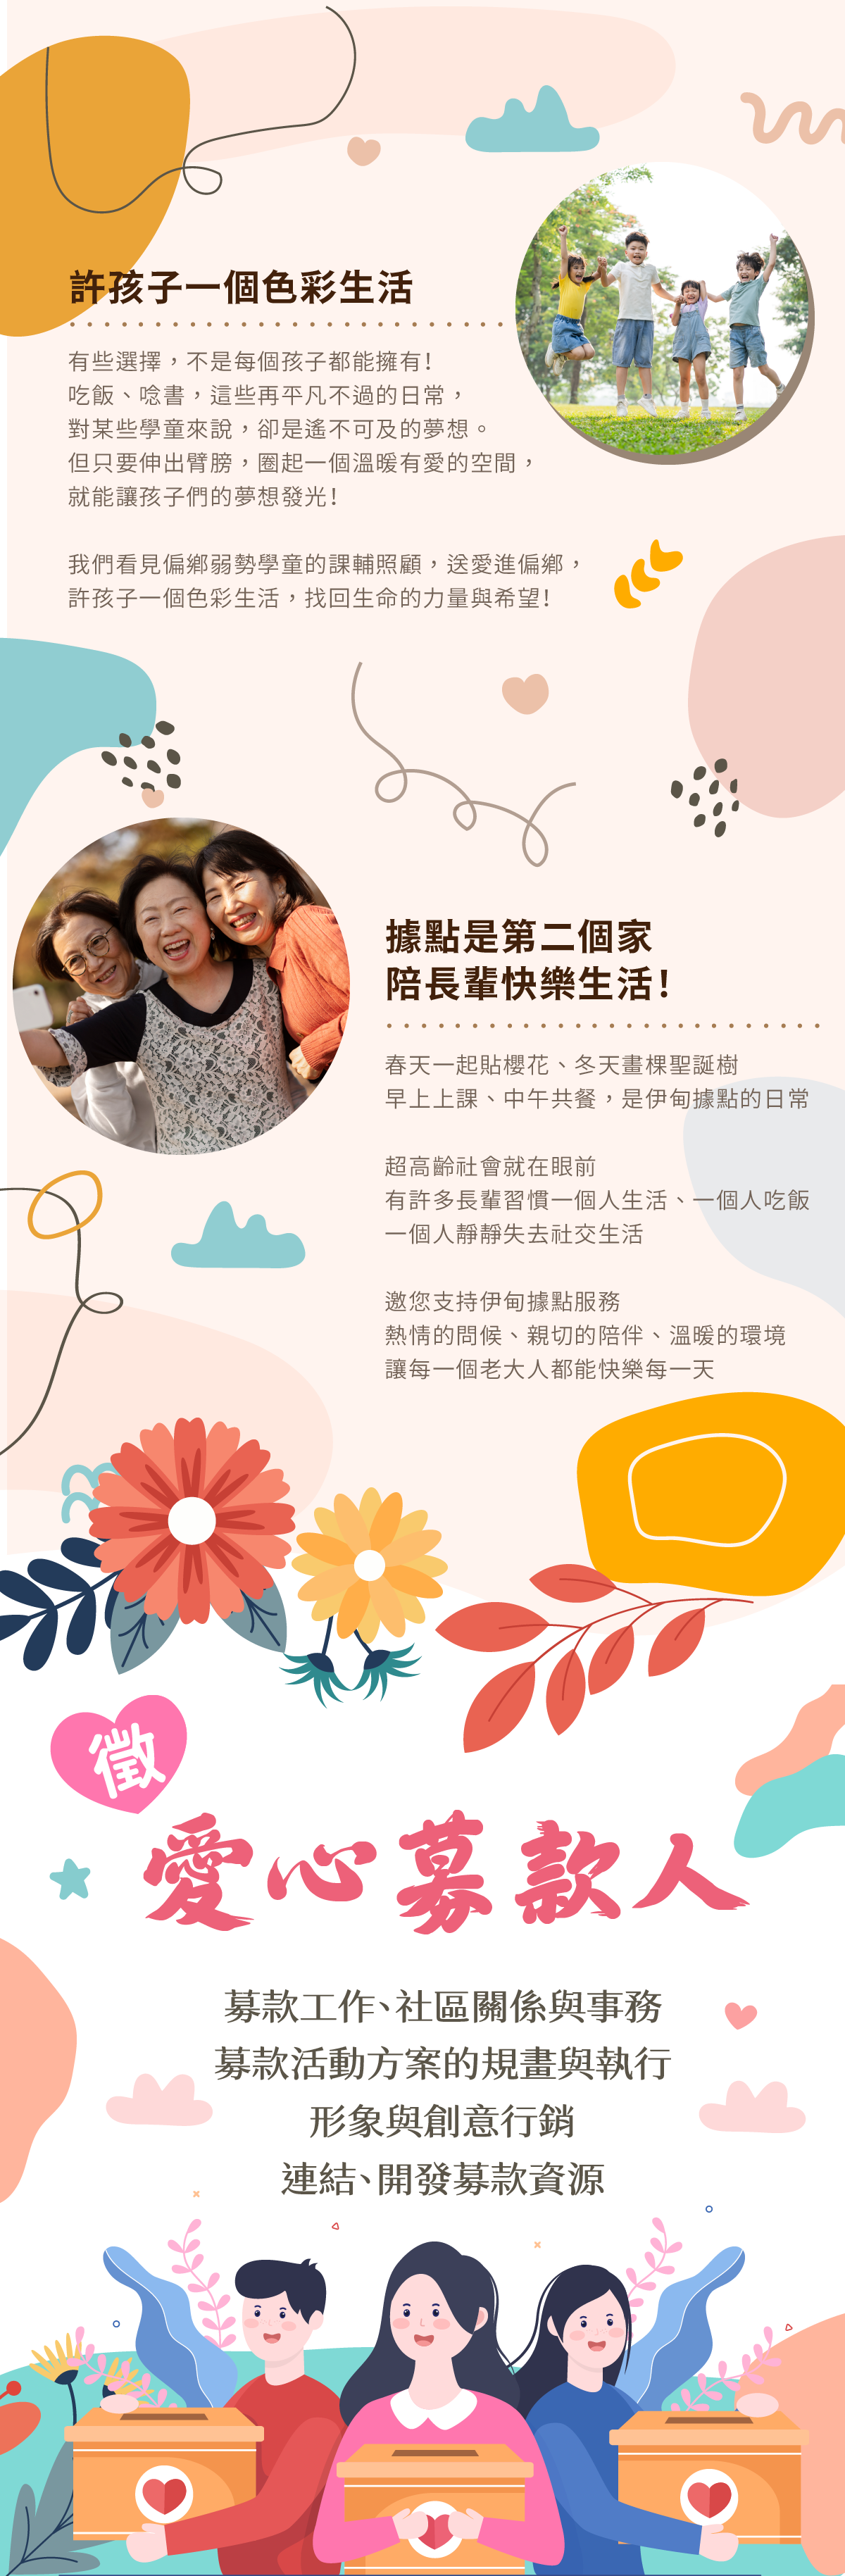 許孩子一個色彩生活
有些選擇，不是每個孩子都能擁有！
吃飯、唸書，這些再平凡不過的日常，
對某些學童來說，卻是遙不可及的夢想。
但只要伸出臂膀，圈起一個溫暖有愛的空間，
就能讓孩子們的夢想發光！
我們看見偏鄉弱勢學童的課輔照顧，送愛進偏鄉，
許孩子一個色彩生活，找回生命的力量與希望！
據點是第二個家
陪長輩快樂生活！
春天一起貼櫻花、冬天畫棵聖誕樹
早上上課、中午共餐，是伊甸據點的日常
超高齡社會就在眼前
有許多長輩習慣一個人生活、一個人吃飯
一個人靜靜失去社交生活
邀您支持伊甸據點服務
熱情的問候、親切的陪伴、溫暖的環境
讓每一個老大人都能快樂每一天
徵
愛心募款人
募款工作、社區關係與事務
募款活動方案的規畫與執行
形象與創意行銷
連結、開發募款資源